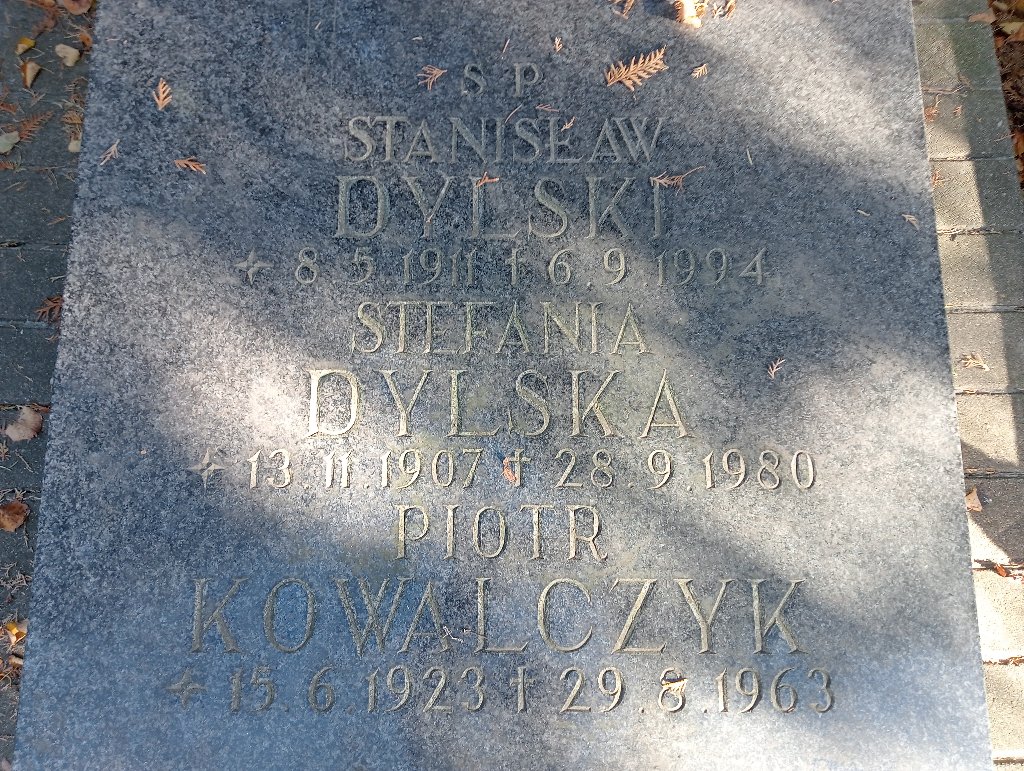 S P
STANISŁAW
DYLSKI
8.5.1911 † 6.9.1994
STEFANIA
DYLSKA
13.11.1907 † 28.9.1980
PIOTR
KOWALCZYK
15.6.1923 † 29.8.1963